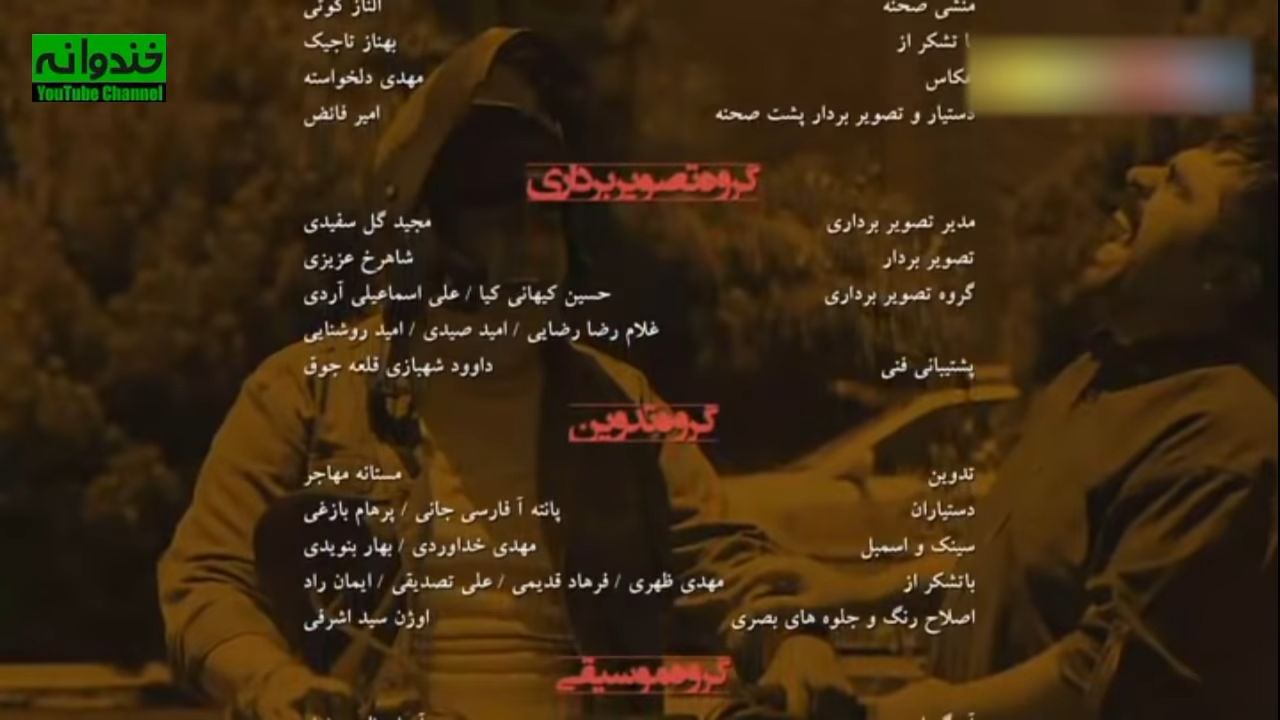 خندوانه
YouTube Channel
منشی صحنه الناز کوتی
با تشکر از بهناز تاجیک
عکاس مهدی دلخواسته
دستیار و تصویر بردار پشت صحنه امیر فائض
گروه تصویربرداری
مدیر تصویر برداری مجید گل سفیدی
تصویر بردار شاهرخ عزیزی
گروه تصویر برداری حسین کیهانی کیا / علی اسماعیلی آردی
غلام رضا رضایی / امید صیدی / امید روشنایی
پشتیبانی فنی داوود شهبازی قلعه جوق
گروه تدوین
تدوین مستانه مهاجر
دستیاران پانته آ فارسی جانی / پرهام بازغی
سینک و اسمبل مهدی خداوردی / بهار بنویدی
باتشکر از مهدی ظهری / فرهاد قدیمی / علی تصدیقی / ایمان راد
اصلاح رنگ و جلوه های بصری اوژن سید اشرفی
گروه موسیقی